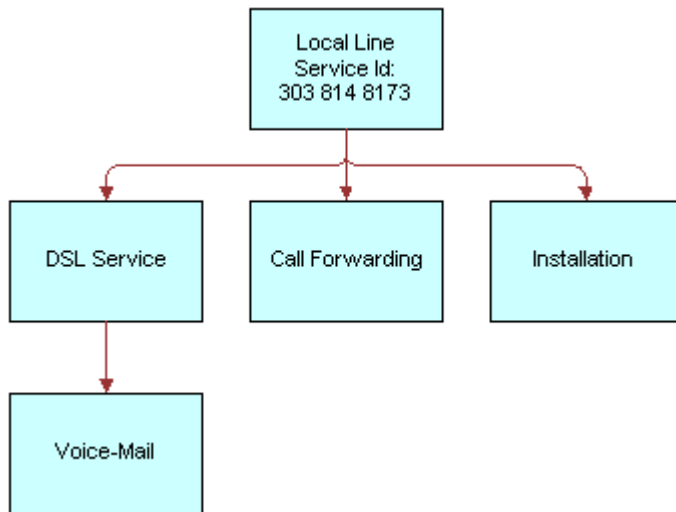 Local Line
Service Id:
303 814 8173
DSL Service
Call Forwarding
Installation
Voice-Mail